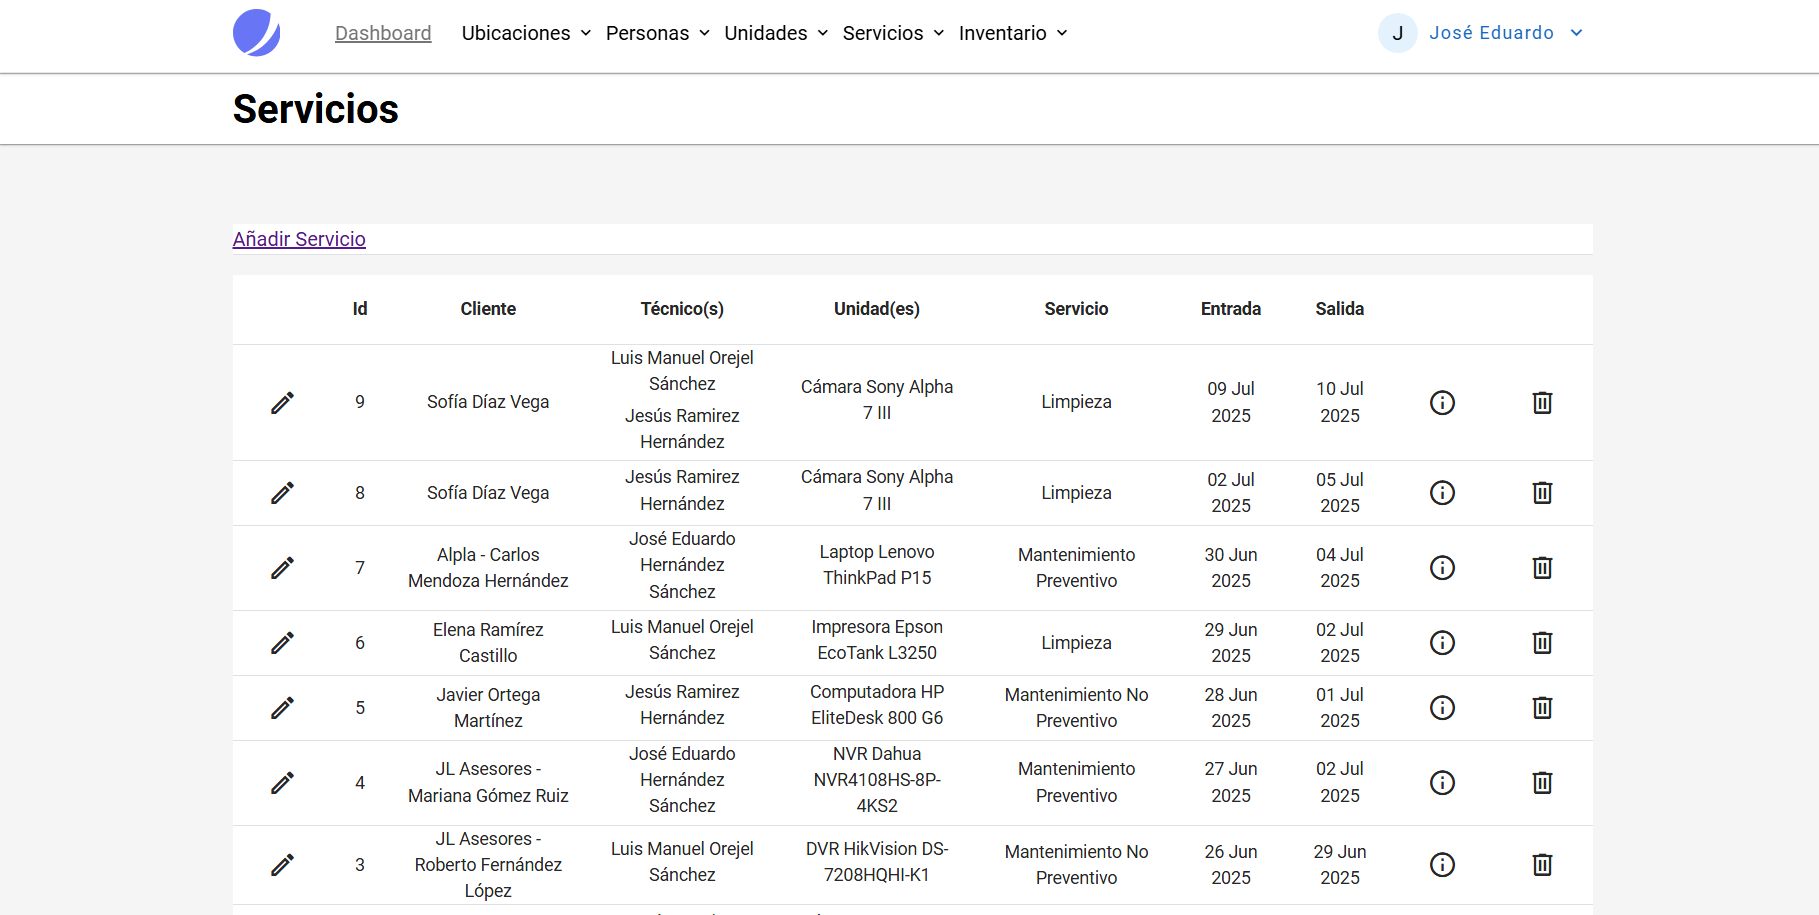 Dashboard Ubicaciones Personas Unidades Servicios Inventario J José Eduardo
Servicios
Añadir Servicio
Id Cliente Técnico(s) Unidad(es) Servicio Entrada Salida
9
Sofía Díaz Vega
Luis Manuel Orejel
Sánchez
Jesús Ramirez
Hernández
Cámara Sony Alpha
7 III
Limpieza
09 Jul
2025
10 Jul
2025
8
Sofía Díaz Vega
Jesús Ramirez
Hernández
Cámara Sony Alpha
7 III
Limpieza
02 Jul
2025
05 Jul
2025
7
Alpla - Carlos
Mendoza Hernández
José Eduardo
Hernández
Sánchez
Laptop Lenovo
ThinkPad P15
Mantenimiento
Preventivo
30 Jun
2025
04 Jul
2025
6
Elena Ramírez
Castillo
Luis Manuel Orejel
Sánchez
Impresora Epson
EcoTank L3250
Limpieza
29 Jun
2025
02 Jul
2025
5
Javier Ortega
Martínez
Jesús Ramirez
Hernández
Computadora HP
EliteDesk 800 G6
Mantenimiento No
Preventivo
28 Jun
2025
01 Jul
2025
4
JL Asesores -
Mariana Gómez Ruiz
José Eduardo
Hernández
Sánchez
NVR Dahua
NVR4108HS-8P-
4KS2
Mantenimiento
Preventivo
27 Jun
2025
02 Jul
2025
3
JL Asesores -
Roberto Fernández
López
Luis Manuel Orejel
Sánchez
DVR HikVision DS-
7208HQHI-K1
Mantenimiento No
Preventivo
26 Jun
2025
29 Jun
2025